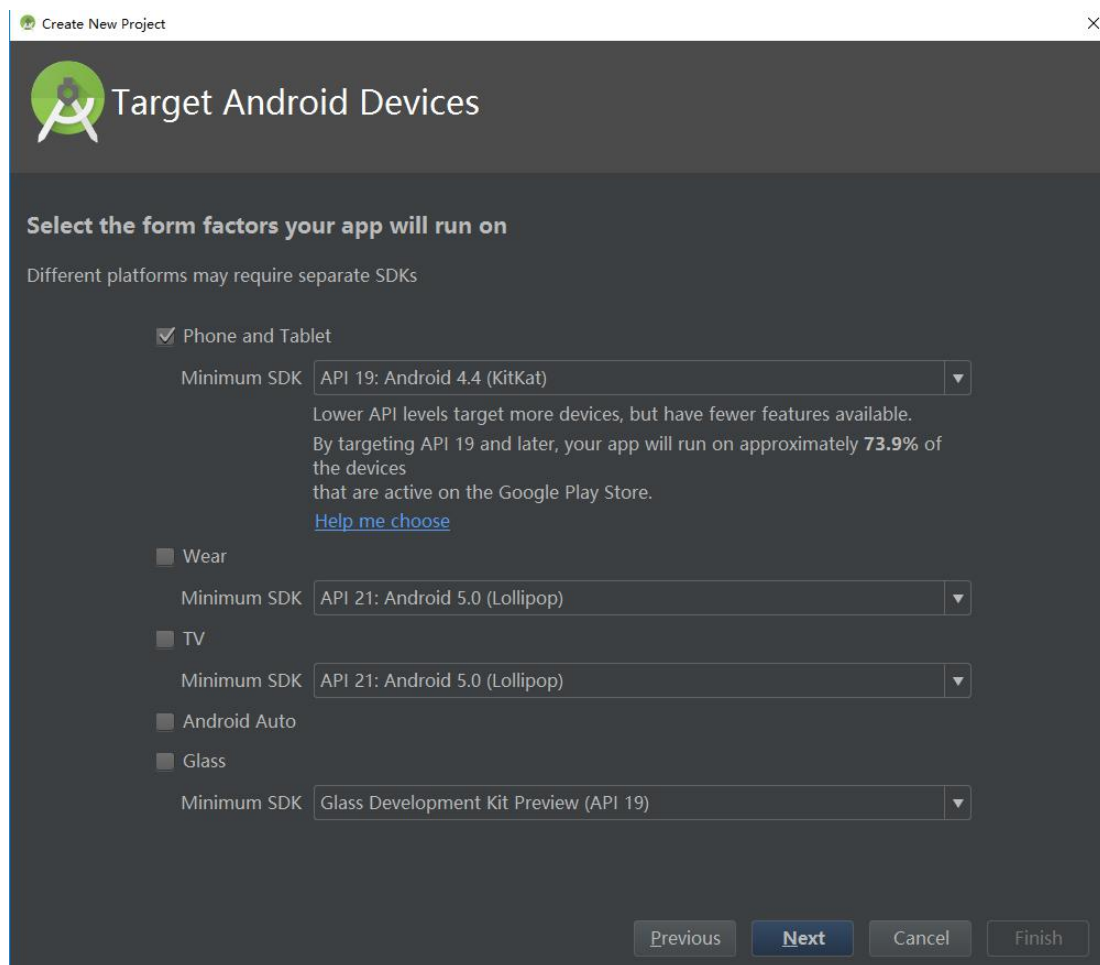 Create New Project
Target Android Devices
Select the form factors your app will run on
Different platforms may require separate SDKs
Phone and Tablet
Minimum SDK API 19: Android 4.4 (KitKat)
Lower API levels target more devices, but have fewer features available.
By targeting API 19 and later, your app will run on approximately 73.9% of
the devices
that are active on the Google Play Store.
Help me choose
Wear
Minimum SDK API 21: Android 5.0 (Lollipop)
TV
Minimum SDK API 21: Android 5.0 (Lollipop)
Android Auto
Glass
Minimum SDK Glass Development Kit Preview (API 19)
Previous Next Cancel Finish